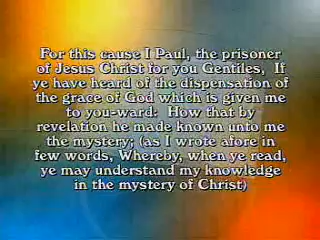 For this cause I Paul, the prisoner
of Jesus Christ for you Gentiles, If
ye have heard of the dispensation of
the grace of God which is given me
to you-ward: How that by
revelation he made known unto me
the mystery; (as I wrote afore in
few words, Whereby, when ye read,
ye may understand my knowledge
in the mystery of Christ)